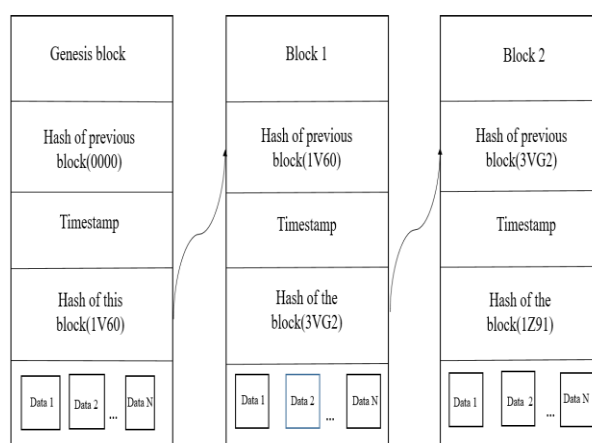 Genesis block
Hash of previous
block(0000)
Timestamp
Hash of this
block(1V60)
Data 1
Data 2
...
Data N
Block 1
Hash of previous
block(1V60)
Timestamp
Hash of the
block(3VG2)
Data 1
Data 2
...
Data N
Block 2
Hash of previous
block(3VG2)
Timestamp
Hash of the
block(1Z91)
Data 1
Data 2
...
Data N